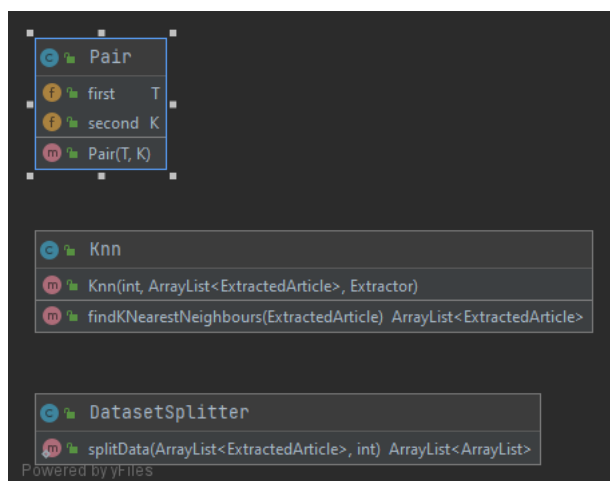 Pair
first T
second K
Pair(T, K)
Knn
Knn(int, ArrayList<ExtractedArticle>, Extractor)
findKNearestNeighbours(ExtractedArticle) ArrayList<ExtractedArticle>
DatasetSplitter
splitData(ArrayList<ExtractedArticle>, int) ArrayList<ArrayList>
Powered by yFiles